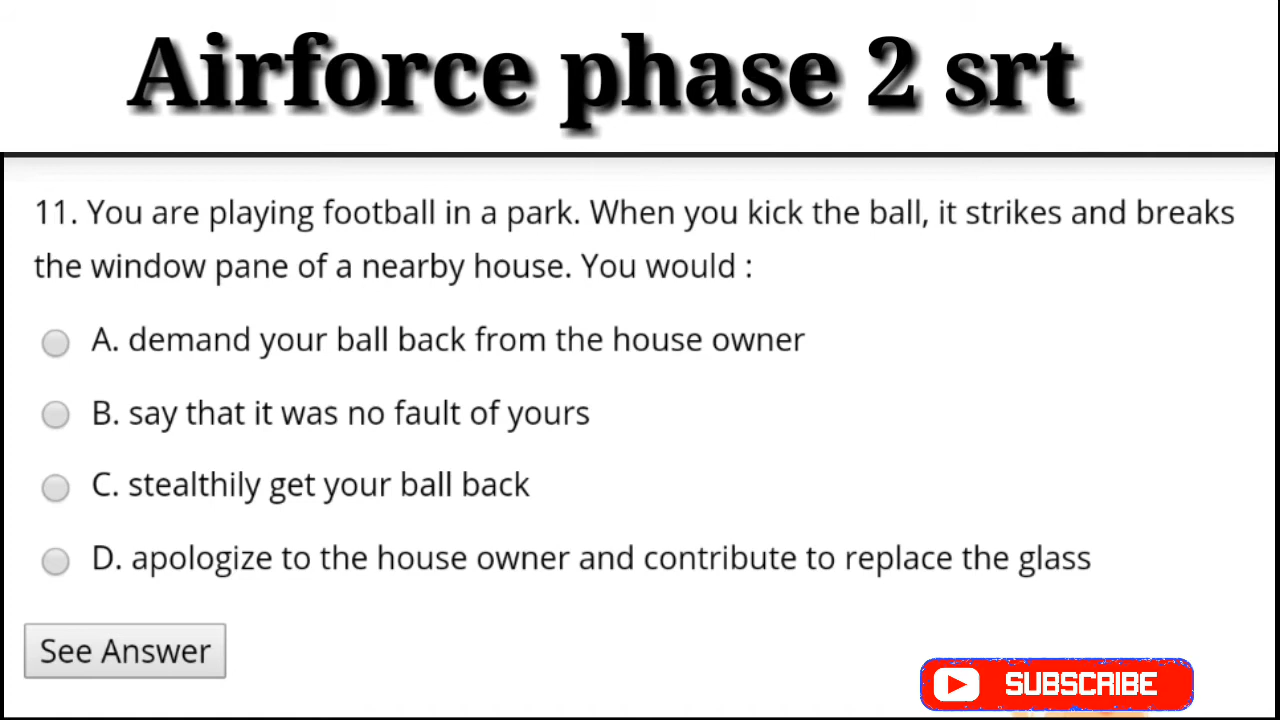 Airforce phase 2 srt
11. You are playing football in a park. When you kick the ball, it strikes and breaks
the window pane of a nearby house. You would :
A. demand your ball back from the house owner
B. say that it was no fault of yours
C. stealthily get your ball back
D. apologize to the house owner and contribute to replace the glass
See Answer
SUBSCRIBE